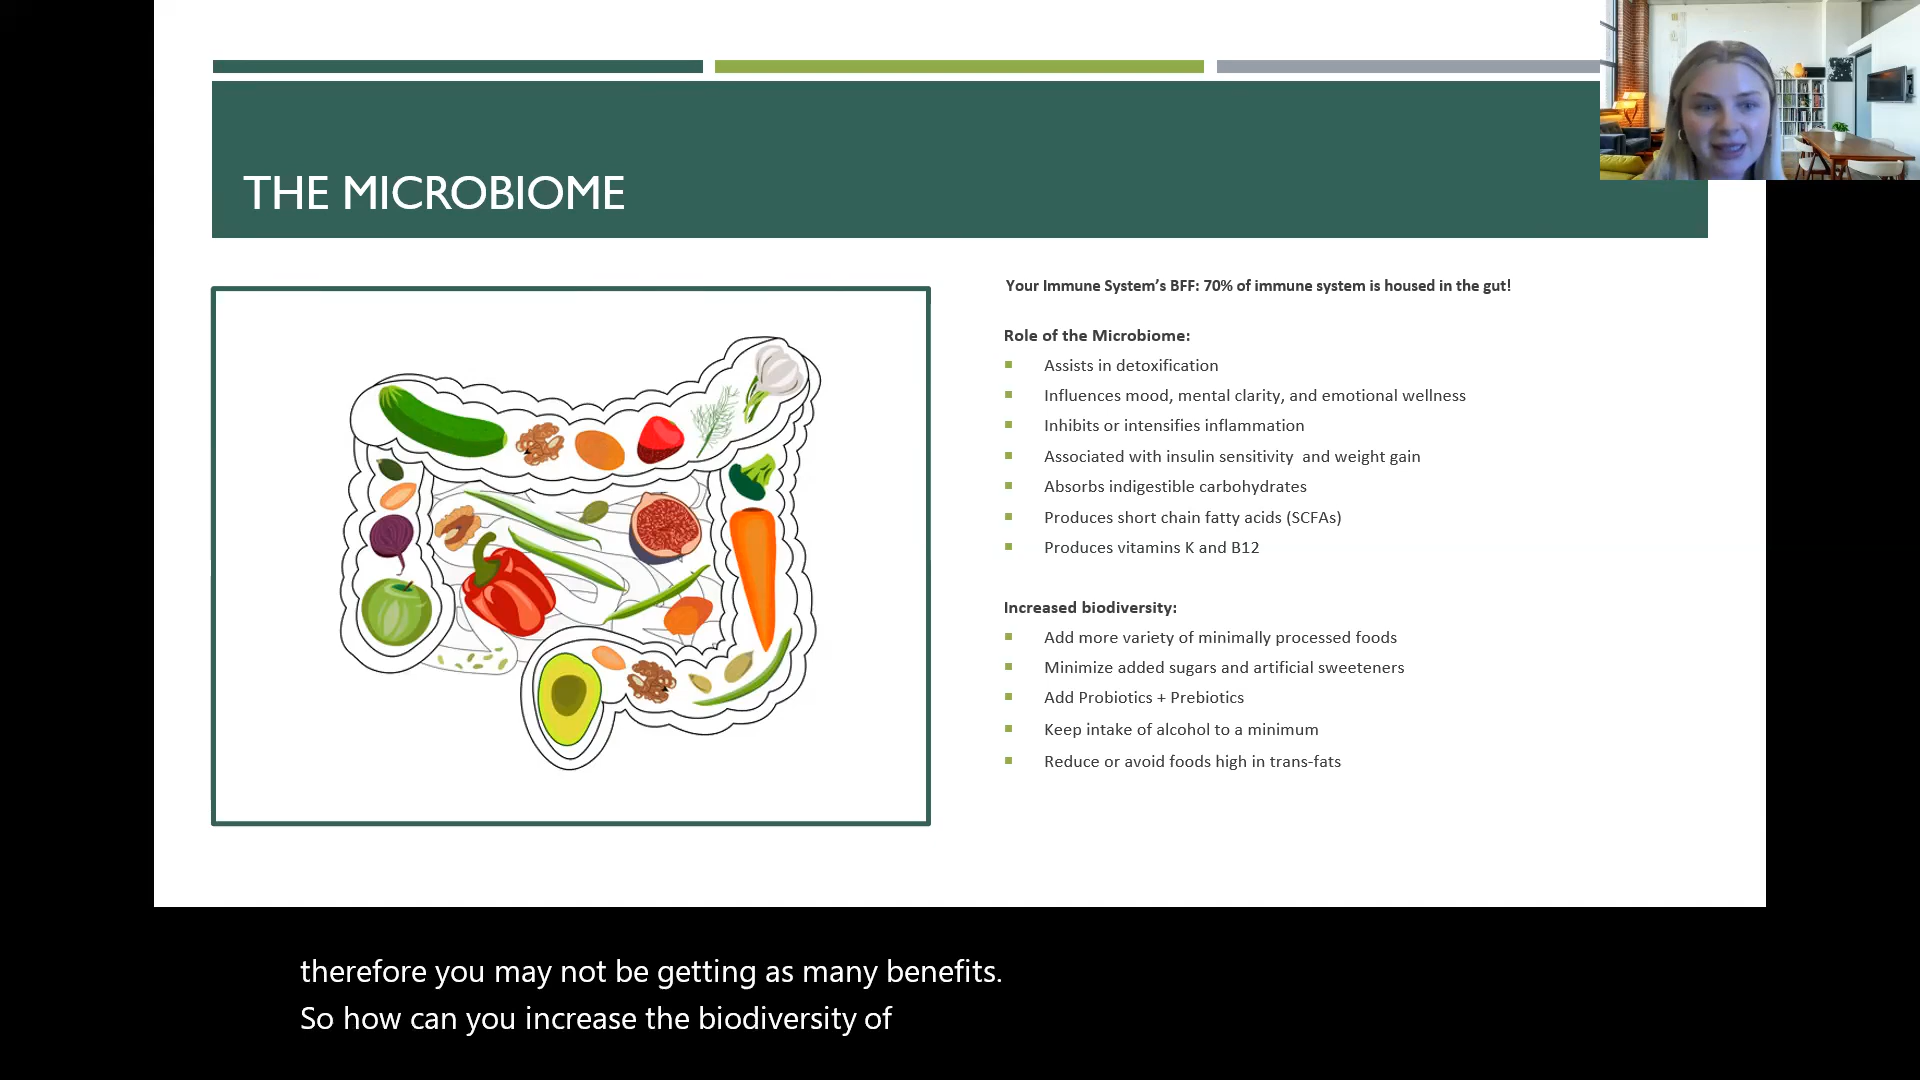 THE MICROBIOME
Your Immune System’s BFF: 70% of immune system is housed in the gut!
Role of the Microbiome:
Assists in detoxification
Influences mood, mental clarity, and emotional wellness
Inhibits or intensifies inflammation
Associated with insulin sensitivity  and weight gain
Absorbs indigestible carbohydrates
Produces short chain fatty acids (SCFAs)
Produces vitamins K and B12
Increased biodiversity:
Add more variety of minimally processed foods
Minimize added sugars and artificial sweeteners
Add Probiotics + Prebiotics
Keep intake of alcohol to a minimum
Reduce or avoid foods high in trans-fats
therefore you may not be getting as many benefits.
So how can you increase the biodiversity of